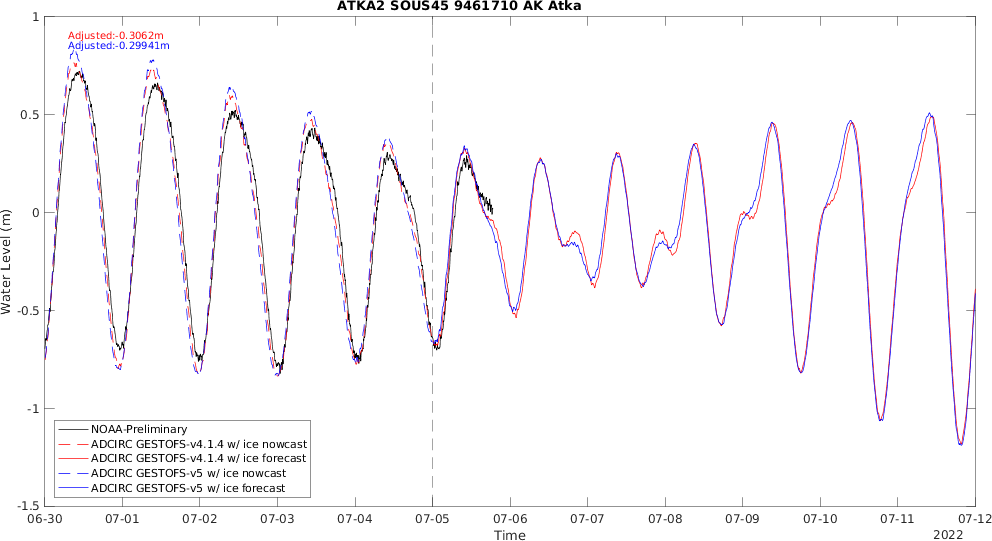 ATKA2 SOUS45 9461710 AK Atka
Adjusted:-0.3062m
Adjusted:-0.29941m
1
0.5
0
-0.5
-1
-1.5
Water Level (m)
NOAA-Preliminary
ADCIRC GESTOFS-v4.1.4 w/ ice nowcast
ADCIRC GESTOFS-v4.1.4 w/ ice forecast
ADCIRC GESTOFS-v5 w/ ice nowcast
ADCIRC GESTOFS-v5 w/ ice forecast
06-30 07-01 07-02 07-03 07-04 07-05 07-06 07-07 07-08 07-09 07-10 07-11 07-12
Time
2022